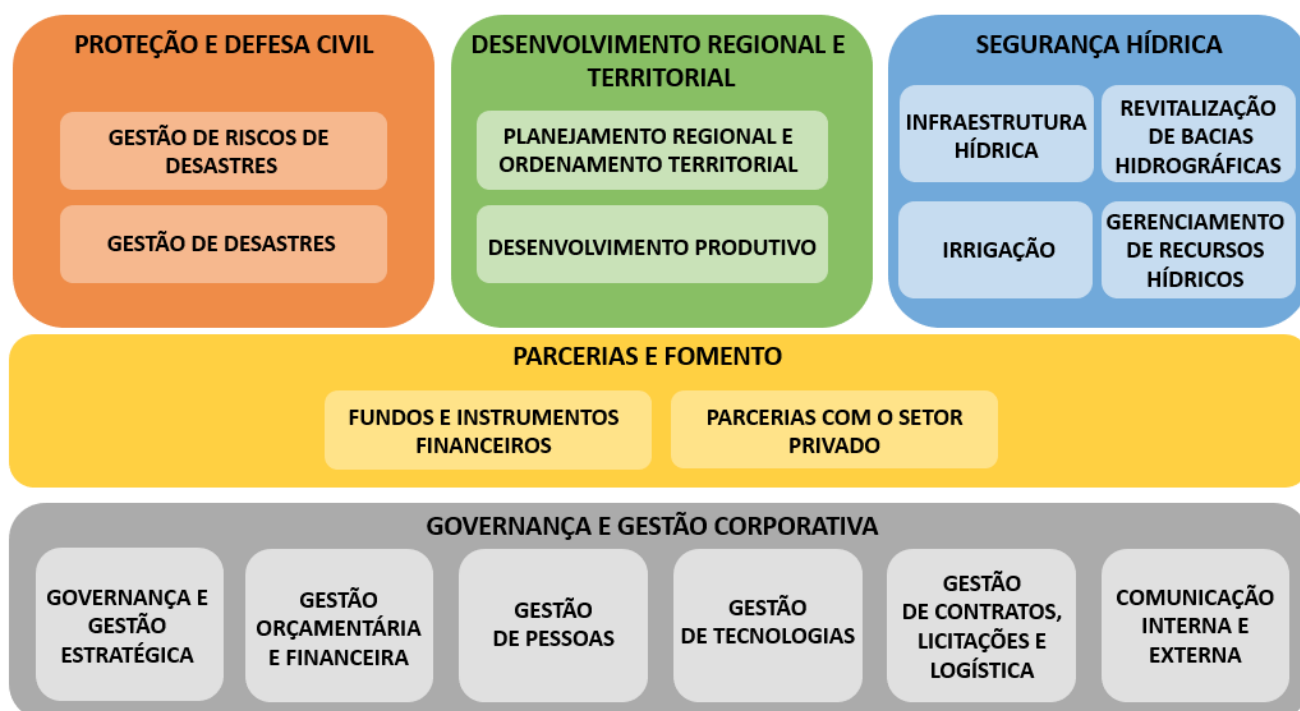 PROTEÇÃO E DEFESA CIVIL
GESTÃO DE RISCOS DE
DESASTRES
GESTÃO DE DESASTRES
DESENVOLVIMENTO REGIONAL E
TERRITORIAL
PLANEJAMENTO REGIONAL E
ORDENAMENTO TERRITORIAL
DESENVOLVIMENTO PRODUTIVO
SEGURANÇA HÍDRICA
INFRAESTRUTURA
HÍDRICA
REVITALIZAÇÃO
DE BACIAS
HIDROGRÁFICAS
IRRIGAÇÃO
GERENCIAMENTO
DE RECURSOS
HÍDRICOS
PARCERIAS E FOMENTO
FUNDOS E INSTRUMENTOS
FINANCEIROS
PARCERIAS COM O SETOR
PRIVADO
GOVERNANÇA E GESTÃO CORPORATIVA
GOVERNANÇA E
GESTÃO
ESTRATÉGICA
GESTÃO
ORÇAMENTÁRIA
E FINANCEIRA
GESTÃO
DE PESSOAS
GESTÃO
DE TECNOLOGIAS
GESTÃO
DE CONTRATOS,
LICITAÇÕES E
LOGÍSTICA
COMUNICAÇÃO
INTERNA E
EXTERNA